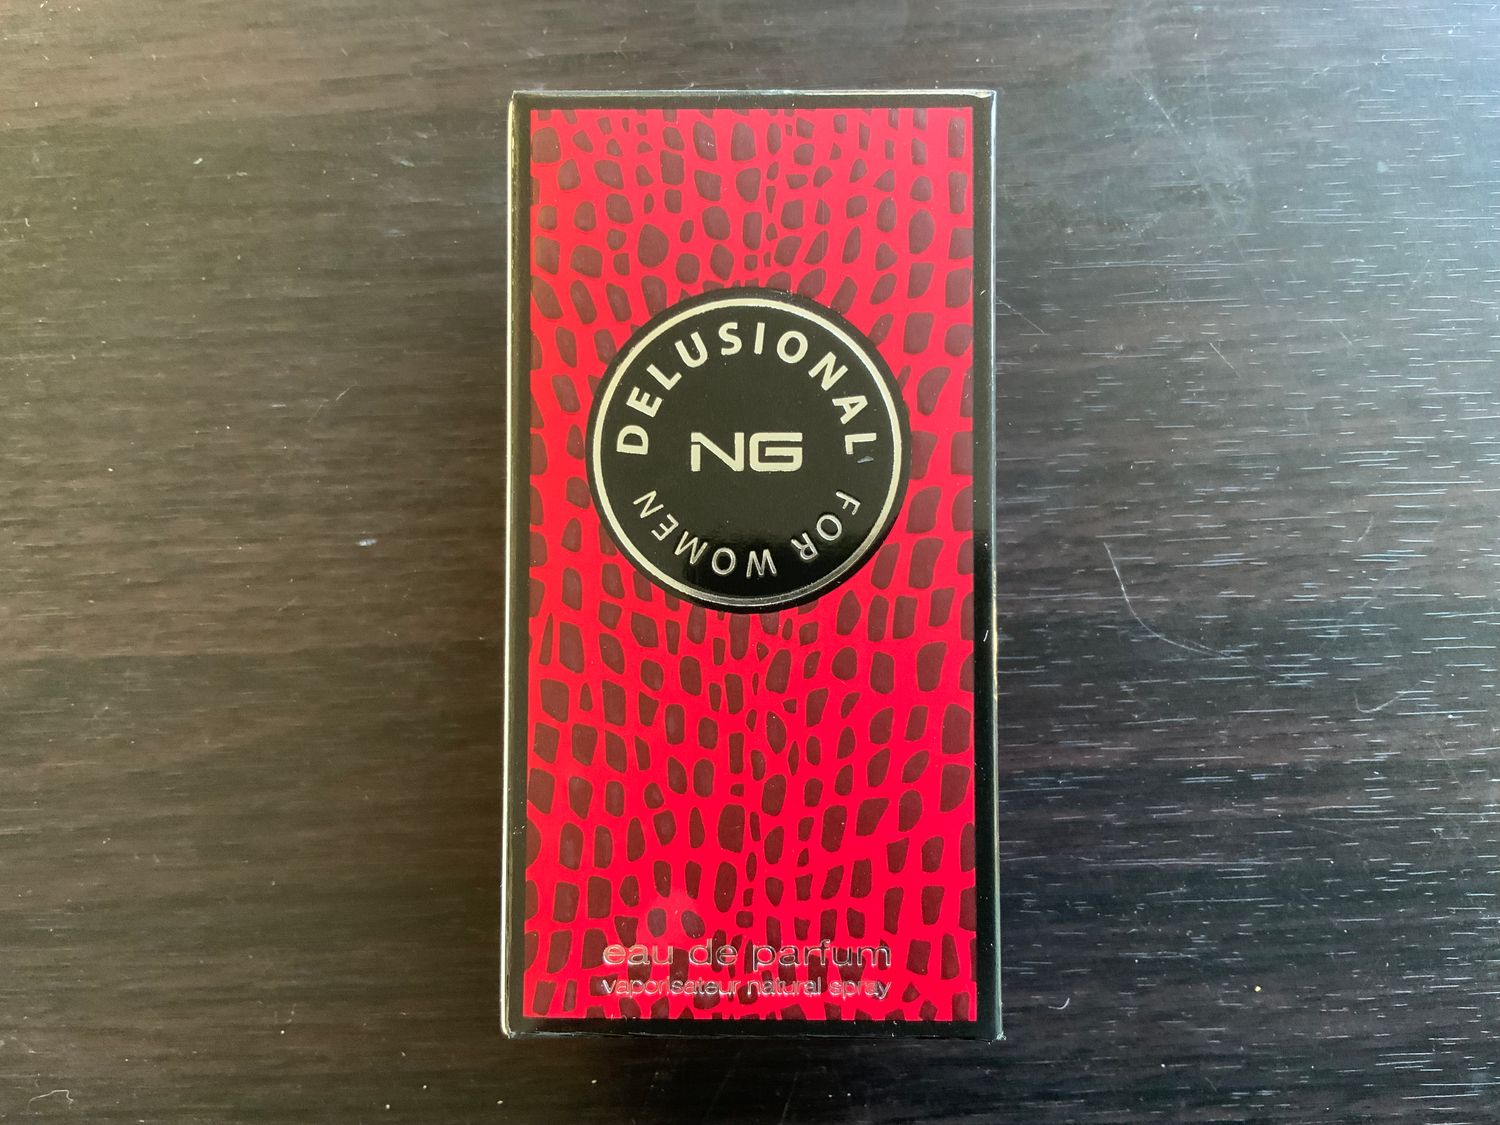 DELUSIONAL
NG
FOR WOMEN
eau de parfum
vaporisateur natural spray